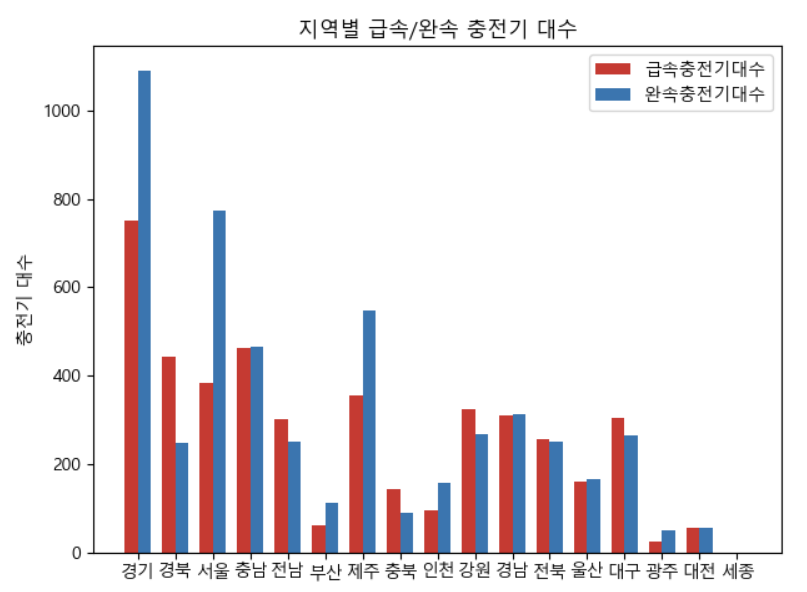 지역별 급속/완속 충전기 대수
급속충전기대수
완속충전기대수
충전기 대수
1000
800
600
400
200
0
경기 경북 서울 충남 전남 부산 제주 충북 인천 강원 경남 전북 울산 대구 광주 대전 세종